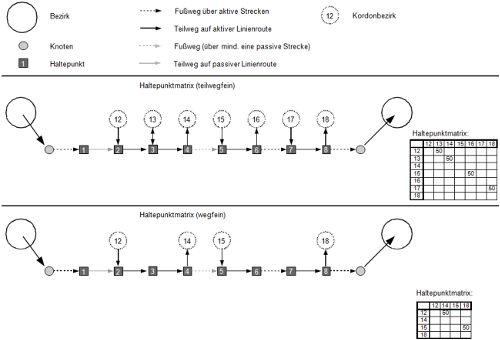 Bezirk
Fußweg über aktive Strecken
Teilweg auf aktiver Linienroute
12 Kordonbezirk
Knoten
Fußweg (über mind. eine passive Strecke)
1 Haltepunkt
Teilweg auf passiver Linienroute
Haltepunktmatrix (teilwegfein)
12 13 14 15 16 17 18
1 2 3 4 5 6 7 8
Haltepunktmatrix:
12 13 14 15 16 17 18
12 50
13 50
14
15 50
16
17 50
18
Haltepunktmatrix (wegfein)
12 14 15 18
1 2 3 4 5 6 7 8
Haltepunktmatrix:
12 14 15 18
12 50
14
15 50
18